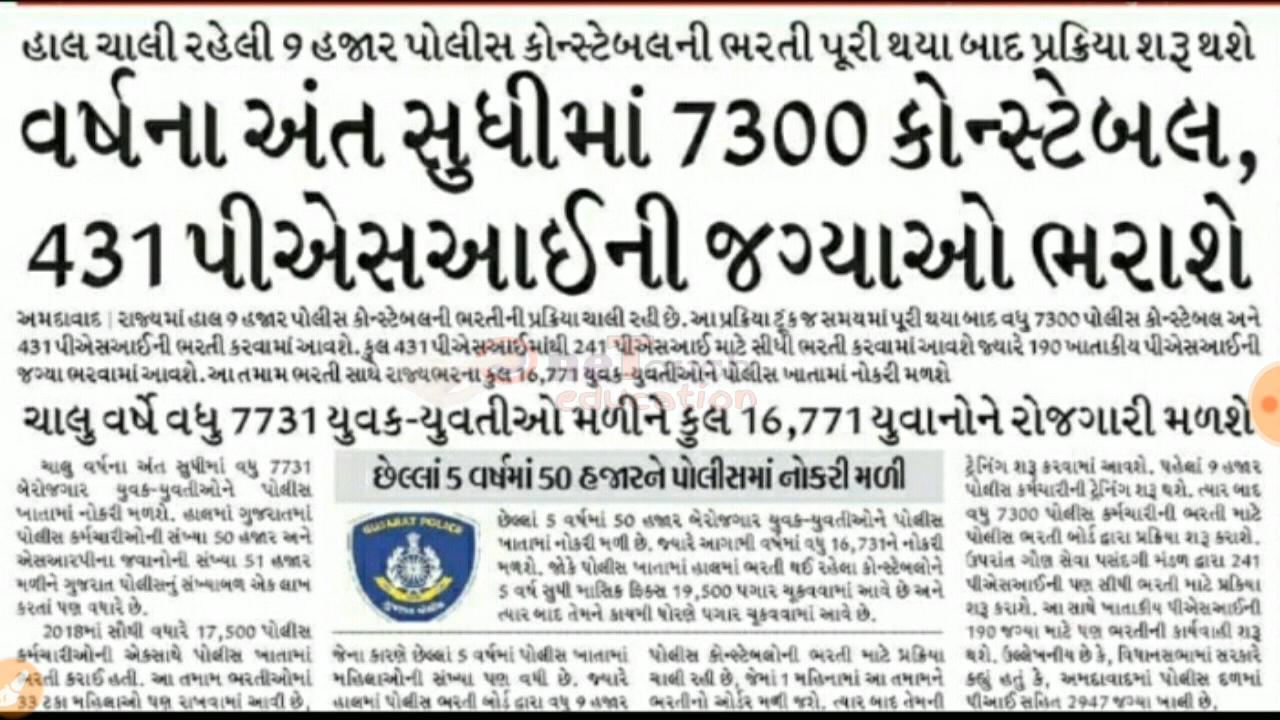 હાલ ચાલી રહેલી 9 હજાર પોલીસ કોન્સ્ટેબલની ભરતી પૂરી થયા બાદ પ્રક્રિયા શરૂ થશે
વર્ષના અંત સુધીમાં 7300 કોન્સ્ટેબલ,
431 પીએસઆઈની જગ્યાઓ ભરાશે
અમદાવાદ | રાજ્યમાં હાલ 9 હજાર પોલીસ કોન્સ્ટેબલની ભરતીની પ્રક્રિયા ચાલી રહી છે. આ પ્રક્રિયા ટૂંક જ સમયમાં પૂરી થયા બાદ વધુ 7300 પોલીસ કોન્સ્ટેબલ અને
431 પીએસઆઈની ભરતી કરવામાં આવશે. કુલ 431 પીએસઆઈમાંથી 241 પીએસઆઈ માટે સીધી ભરતી કરવામાં આવશે જ્યારે 190 ખાતાકીય પીએસઆઈની
જગ્યા ભરવામાં આવશે. આ તમામ ભરતી સાથે રાજ્યભરના કુલ 16,771 યુવક-યુવતીઓને પોલીસ ખાતામાં નોકરી મળશે
education
ચાલુ વર્ષે વધુ 7731 યુવક-યુવતીઓ મળીને કુલ 16,771 યુવાનોને રોજગારી મળશે
ચાલુ વર્ષના અંત સુધીમાં વધુ 7731
બેરોજગાર યુવક-યુવતીઓને પોલીસ
ખાતામાં નોકરી મળશે. હાલમાં ગુજરાતમાં
પોલીસ કર્મચારીઓની સંખ્યા 50 હજાર અને
એસઆરપીના જવાનોની સંખ્યા 51 હજાર
મળીને ગુજરાત પોલીસનું સંખ્યાબળ એક લાખ
કરતાં પણ વધારે છે.
2018માં સૌથી વધારે 17,500 પોલીસ
કર્મચારીઓની એકસાથે પોલીસ ખાતામાં
ભરતી કરાઈ હતી. આ તમામ ભરતીઓમાં
33 ટકા મહિલાઓ પણ રાખવામાં આવી છે,
છેલ્લાં 5 વર્ષમાં 50 હજારને પોલીસમાં નોકરી મળી
GUJARAT POLICE
ગુજરાત પોલીસ
છેલ્લાં 5 વર્ષમાં 50 હજાર બેરોજગાર યુવક-યુવતીઓને પોલીસ
ખાતામાં નોકરી મળી છે. જ્યારે આગામી વર્ષમાં વધુ 16,731ને નોકરી
મળશે. જોકે પોલીસ ખાતામાં હાલમાં ભરતી થઈ રહેલા કોન્સ્ટેબલોને
5 વર્ષ સુધી માસિક ફિક્સ 19,500 પગાર ચૂકવવામાં આવે છે અને
ત્યાર બાદ તેમને કાયમી ધોરણે પગાર ચૂકવવામાં આવે છે.
જેના કારણે છેલ્લાં 5 વર્ષમાં પોલીસ ખાતામાં
મહિલાઓની સંખ્યા પણ વધી છે. જ્યારે
હાલમાં પોલીસ ભરતી બોર્ડ દ્વારા વધુ 9 હજાર
પોલીસ કોન્સ્ટેબલોની ભરતી માટે પ્રક્રિયા
ચાલી રહી છે, જેમાં 1 મહિનામાં આ તમામને
ભરતીનો ઓર્ડર મળી જશે. ત્યાર બાદ તેમની
ટ્રેનિંગ શરૂ કરવામાં આવશે. પહેલાં 9 હજાર
પોલીસ કર્મચારીની ટ્રેનિંગ શરૂ થશે. ત્યાર બાદ
વધુ 7300 પોલીસ કર્મચારીની ભરતી માટે
પોલીસ ભરતી બોર્ડ દ્વારા પ્રક્રિયા શરૂ કરાશે.
ઉપરાંત ગૌણ સેવા પસંદગી મંડળ દ્વારા 241
પીએસઆઈની પણ સીધી ભરતી માટે પ્રક્રિયા
શરૂ કરાશે. આ સાથે ખાતાકીય પીએસઆઈની
190 જગ્યા માટે પણ ભરતીની કાર્યવાહી શરૂ
થશે. ઉલ્લેખનીય છે કે, વિધાનસભામાં સરકારે
કહ્યું હતું કે, અમદાવાદમાં પોલીસ દળમાં
પીઆઈ સહિત 2947 જગ્યા ખાલી છે.